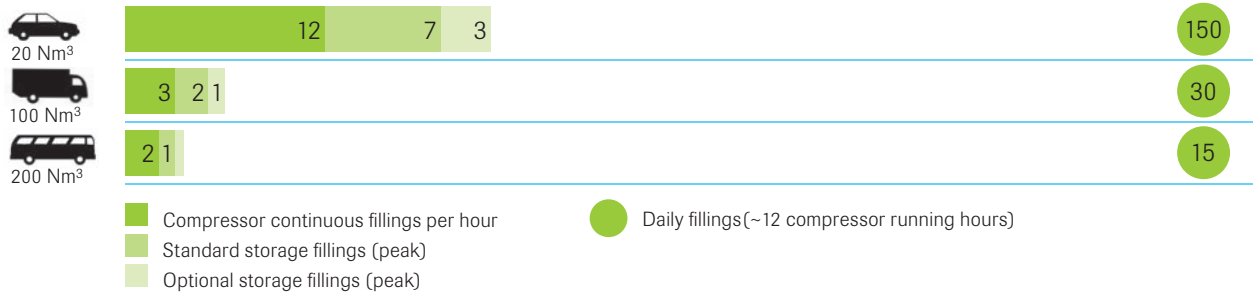 12 7 3 150
20 Nm³
3 2 1 30
100 Nm³
2 1 15
200 Nm³
Compressor continuous fillings per hour
Daily fillings(~12 compressor running hours)
Standard storage fillings (peak)
Optional storage fillings (peak)